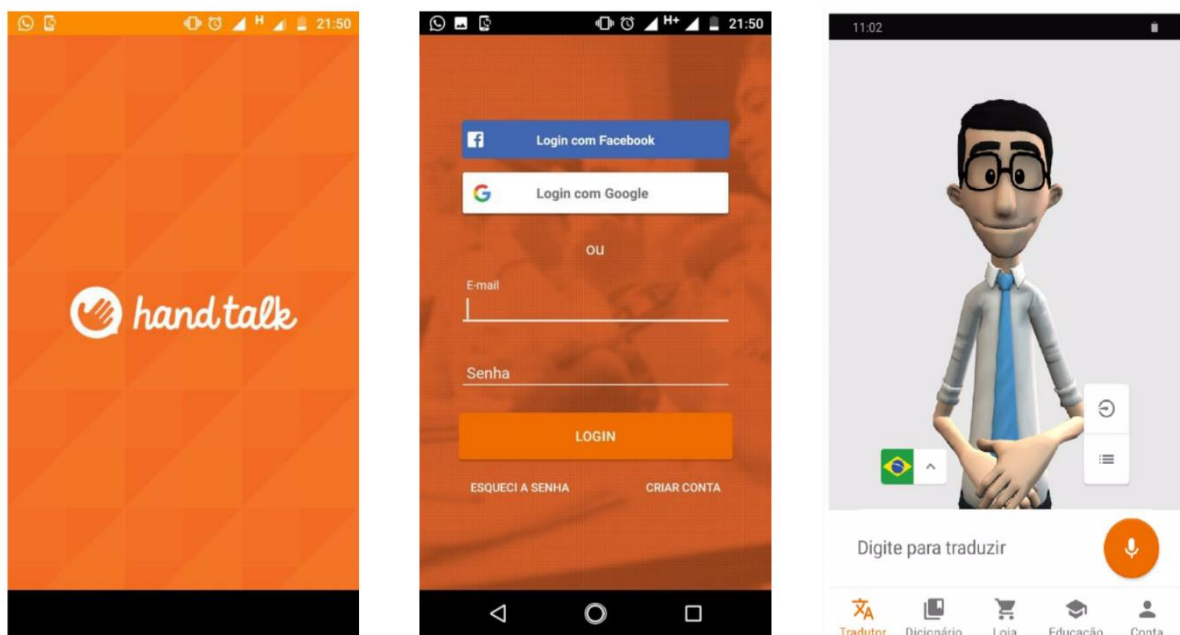 21:50
hand talk
21:50
Login com Facebook
Login com Google
ou
E-mail
Senha
LOGIN
ESQUECI A SENHA
CRIAR CONTA
11:02
Digite para traduzir
Tradutor
Dicionário
Loja
Educação
Conta